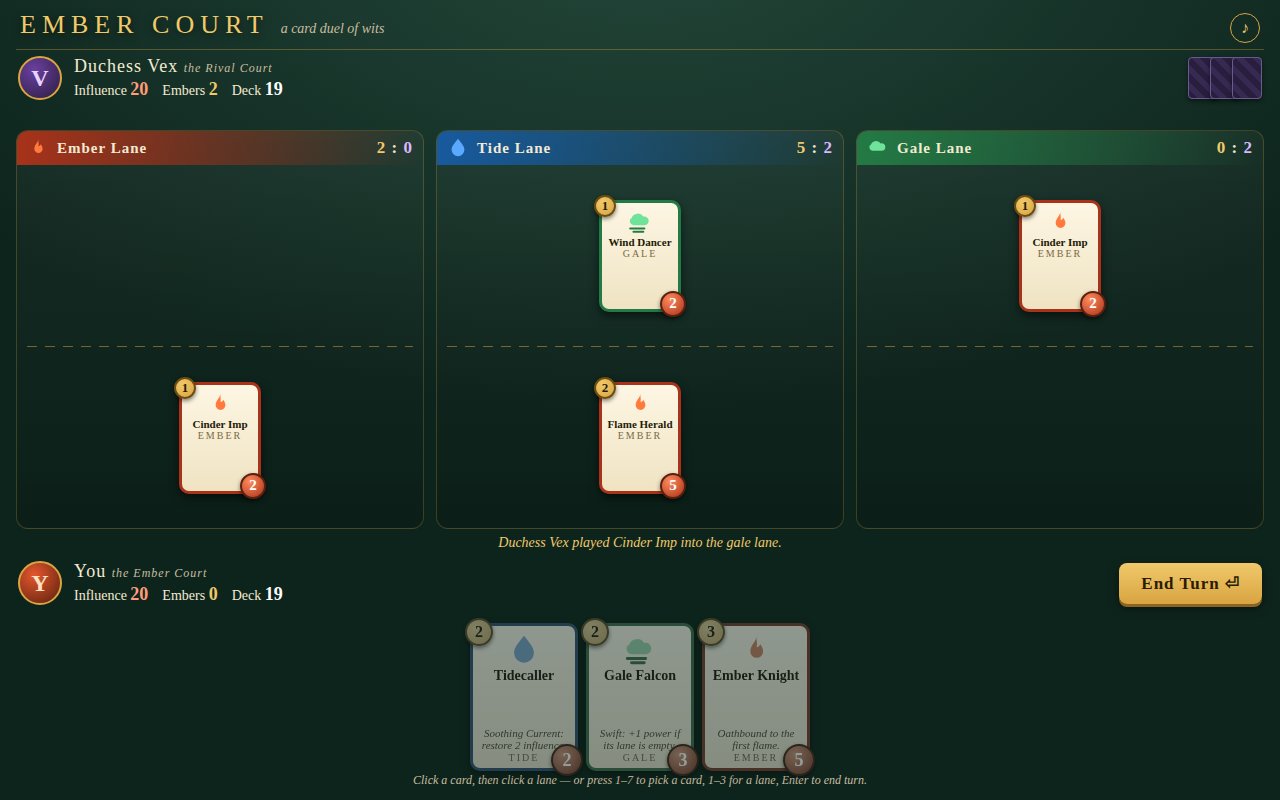 EMBER COURT a card duel of wits
♪
V
Duchess Vex the Rival Court
Influence 20 Embers 2 Deck 19
Ember Lane 2 : 0
Tide Lane 5 : 2
Gale Lane 0 : 2
1
Wind Dancer
GALE
2
1
Cinder Imp
EMBER
2
1
Cinder Imp
EMBER
2
2
Flame Herald
EMBER
5
Duchess Vex played Cinder Imp into the gale lane.
Y
You the Ember Court
Influence 20 Embers 0 Deck 19
End Turn ⏎
2
Tidecaller
Soothing Current:
restore 2 influence.
TIDE
2
2
Gale Falcon
Swift: +1 power if
its lane is empty.
GALE
3
3
Ember Knight
Oathbound to the
first flame.
EMBER
5
Click a card, then click a lane — or press 1–7 to pick a card, 1–3 for a lane, Enter to end turn.